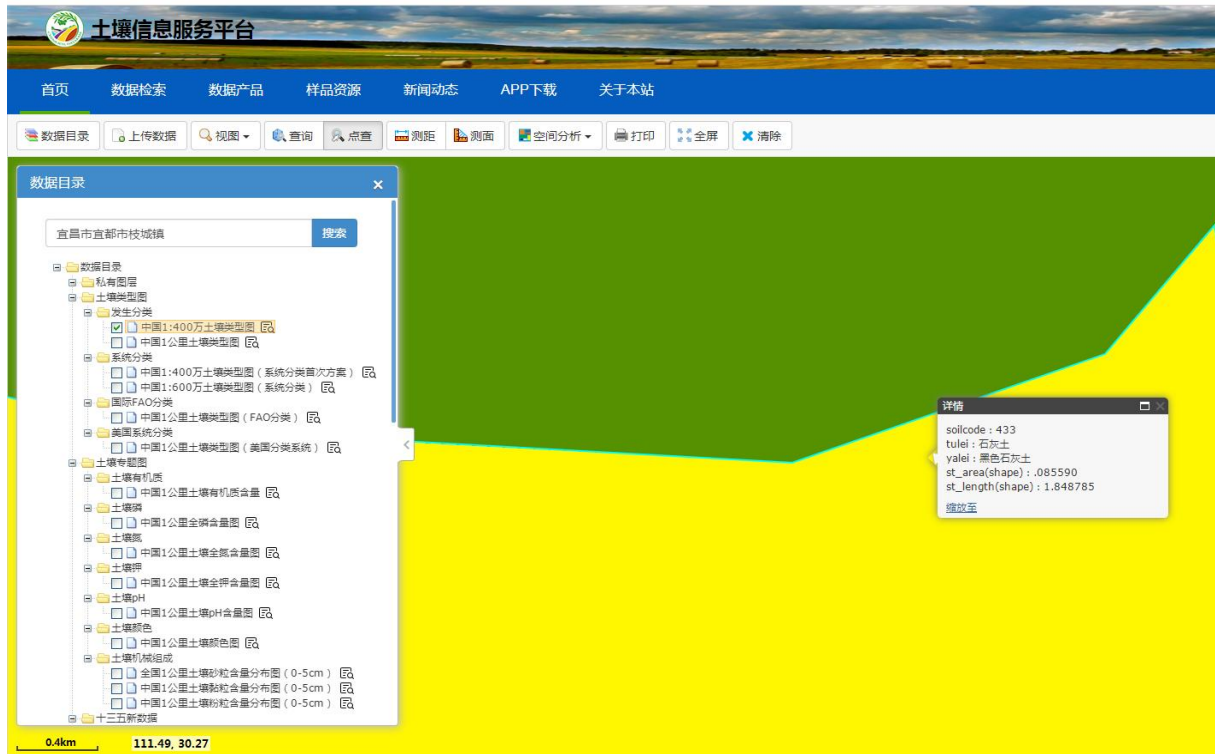 土壤信息服务平台
首页 数据检索 数据产品 样品资源 新闻动态 APP下载 关于本站
数据目录 上传数据 视图 查询 点查 测距 测面 空间分析 打印 全屏 清除
数据目录
宜昌市宜都市枝城镇 搜索
数据目录
私有图层
土壤类型图
发生分类
中国1:400万土壤类型图
中国1公里土壤类型图
系统分类
中国1:400万土壤类型图(系统分类首次方案)
中国1:600万土壤类型图(系统分类)
国际FAO分类
中国1公里土壤类型图(FAO分类)
美国系统分类
中国1公里土壤类型图(美国分类系统)
土壤专题图
土壤有机质
中国1公里土壤有机质含量
土壤磷
中国1公里全磷含量图
土壤氮
中国1公里土壤全氮含量图
土壤钾
中国1公里土壤全钾含量图
土壤pH
中国1公里土壤pH含量图
土壤颜色
中国1公里土壤颜色图
土壤机械组成
全国1公里土壤砂粒含量分布图(0-5cm)
中国1公里土壤黏粒含量分布图(0-5cm)
中国1公里土壤粉粒含量分布图(0-5cm)
十三五新数据
详情
soilcode : 433
tulei : 石灰土
yalei : 黑色石灰土
st_area(shape) : .085590
st_length(shape) : 1.848785
缩放至
0.4km 111.49, 30.27